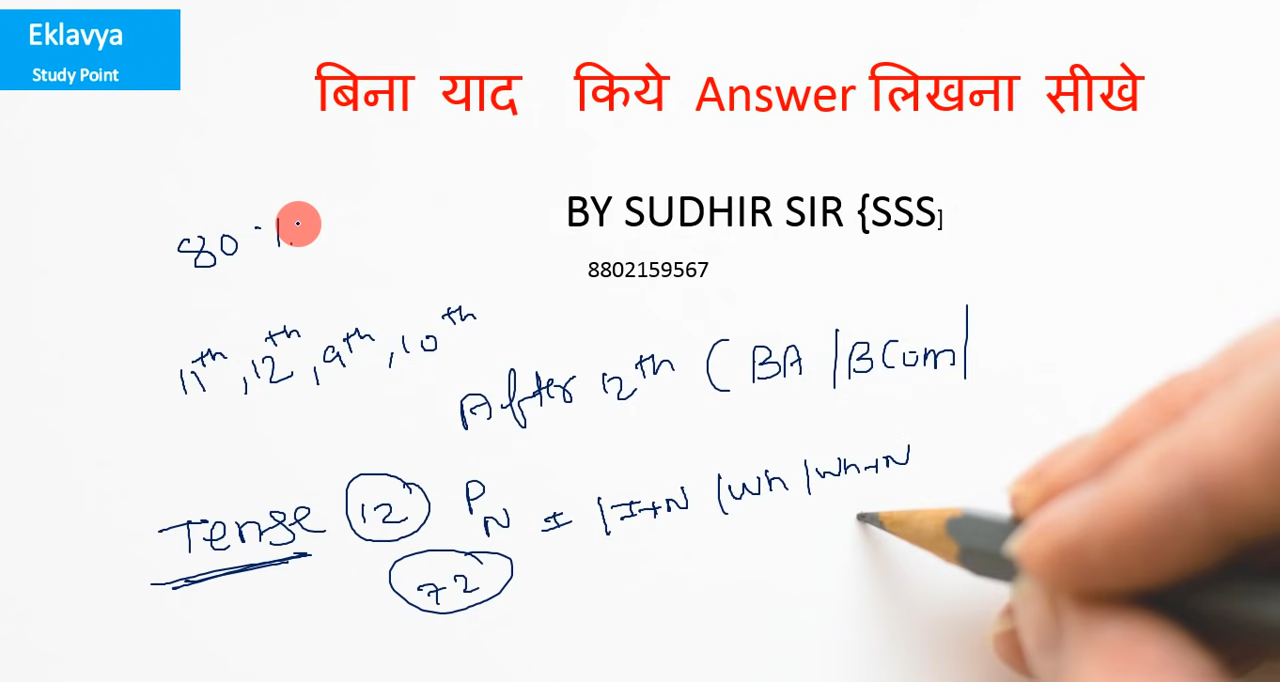 Eklavya
Study Point
बिना याद किये Answer लिखना सीखे
BY SUDHIR SIR {SSS]
8802159567
80 %
11th, 12th, 9th, 10th
After 12th ( BA | BCom |
Tense 12 P N I | I+N | Wh | Wh+N
72